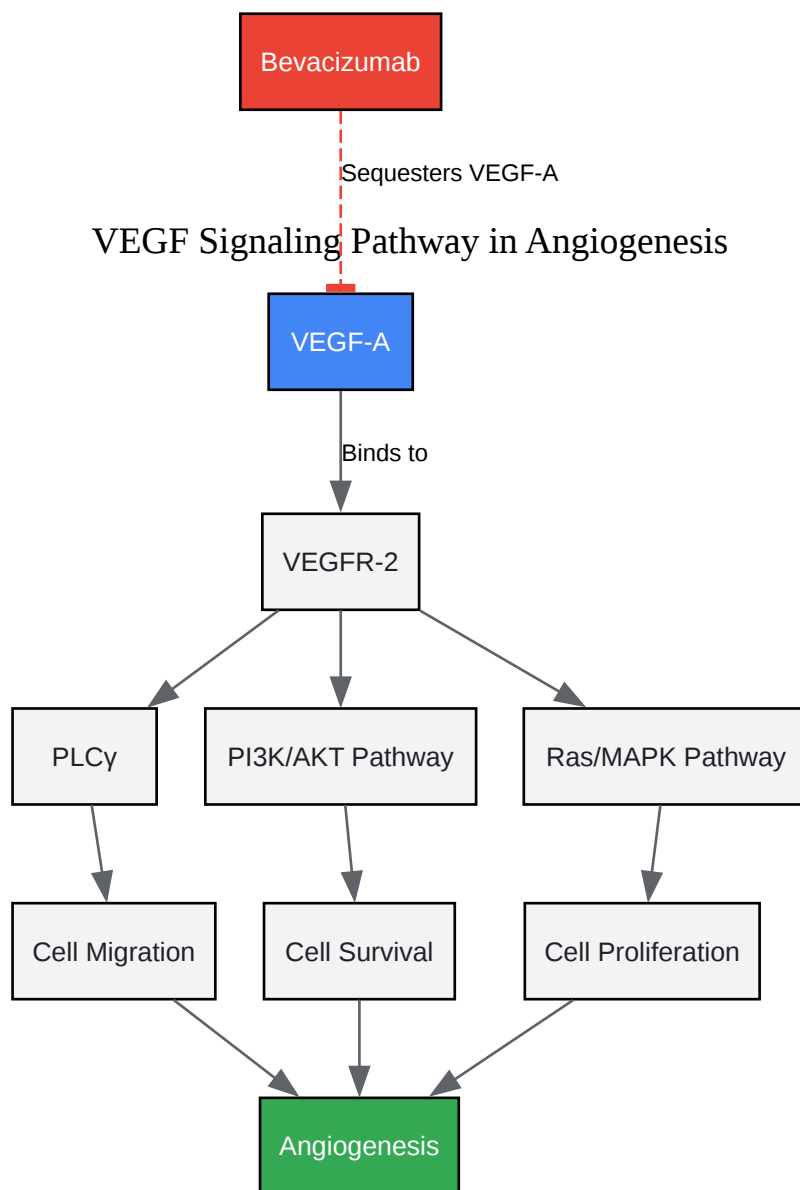 Bevacizumab
Sequesters VEGF-A
VEGF Signaling Pathway in Angiogenesis
VEGF-A
Binds to
VEGFR-2
PLCγ
PI3K/AKT Pathway
Ras/MAPK Pathway
Cell Migration
Cell Survival
Cell Proliferation
Angiogenesis